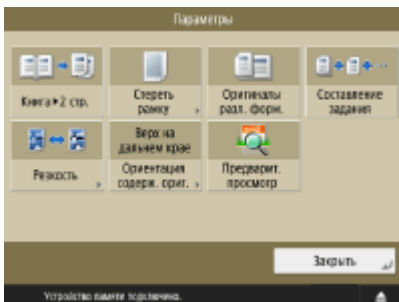 Параметры
Книга►2 стр.
Стереть
рамку
Оригиналы
разл. форм.
Составление
задания
Резкость
Верх на
дальнем крае
Ориентация
содерж. ориг.
Предварит.
просмотр
Закрыть
Устройство памяти подключено.